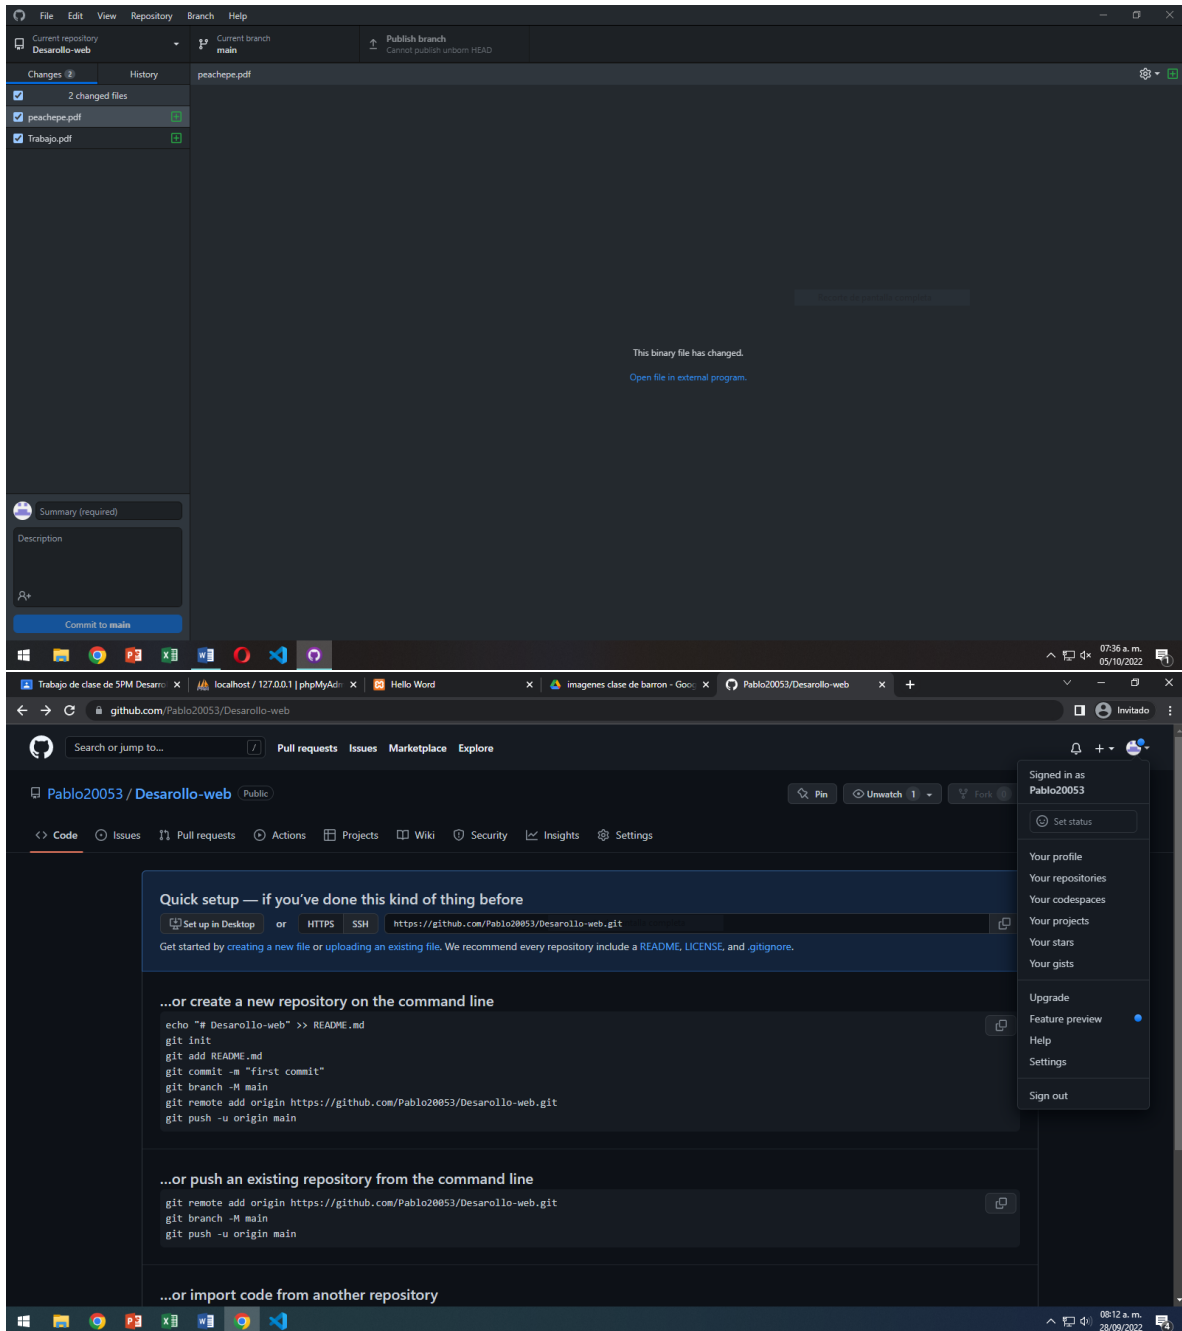 File Edit View Repository Branch Help
Current repository
Desarollo-web
Current branch
main
Publish branch
Cannot publish unborn HEAD
Changes 2 History
peachepe.pdf
2 changed files
peachepe.pdf
Trabajo.pdf
This binary file has changed.
Open file in external program.
Summary (required)
Description
Commit to main
07:36 a. m.
05/10/2022
1
Trabajo de clase de 5PM Desarro
localhost / 127.0.0.1 | phpMyAdm
Hello Word
imagenes clase de barron - Goog
Pablo20053/Desarollo-web
github.com/Pablo20053/Desarollo-web
Invitado
Search or jump to... /
Pull requests Issues Marketplace Explore
Signed in as
Pablo20053
Set status
Your profile
Your repositories
Your codespaces
Your projects
Your stars
Your gists
Upgrade
Feature preview
Help
Settings
Sign out
Pablo20053 / Desarollo-web Public
Pin Unwatch 1 Fork 0
Code Issues Pull requests Actions Projects Wiki Security Insights Settings
Quick setup — if you've done this kind of thing before
Set up in Desktop or HTTPS SSH https://github.com/Pablo20053/Desarollo-web.git
Get started by creating a new file or uploading an existing file. We recommend every repository include a README, LICENSE, and .gitignore.
...or create a new repository on the command line
echo "# Desarollo-web" >> README.md
git init
git add README.md
git commit -m "first commit"
git branch -M main
git remote add origin https://github.com/Pablo20053/Desarollo-web.git
git push -u origin main
...or push an existing repository from the command line
git remote add origin https://github.com/Pablo20053/Desarollo-web.git
git branch -M main
git push -u origin main
...or import code from another repository
08:12 a. m.
28/09/2022
4